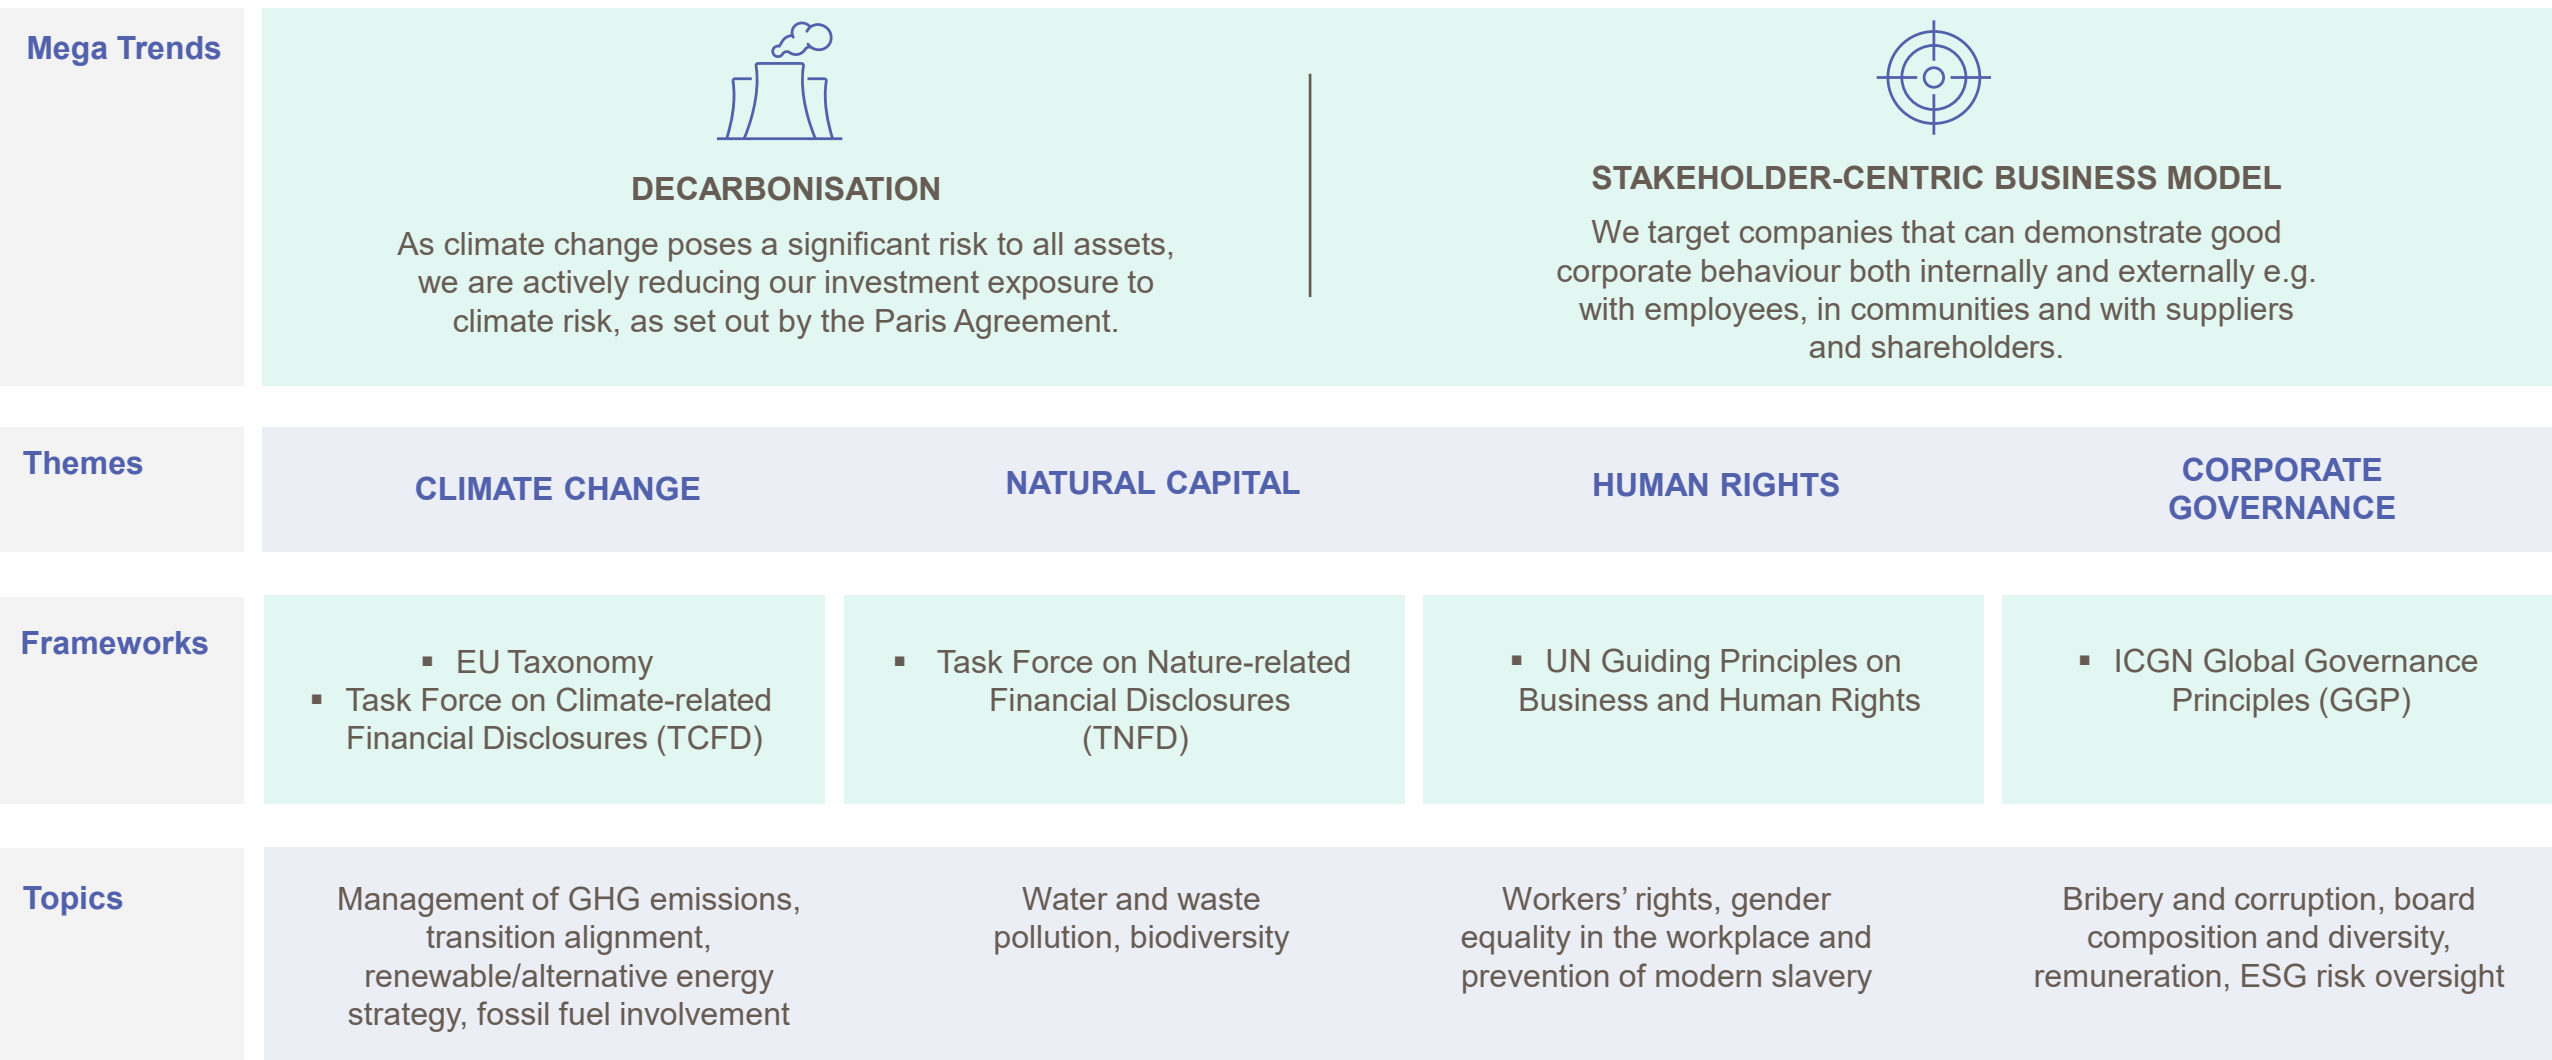 Mega Trends
DECARBONISATION
As climate change poses a significant risk to all assets,
we are actively reducing our investment exposure to
climate risk, as set out by the Paris Agreement.
STAKEHOLDER-CENTRIC BUSINESS MODEL
We target companies that can demonstrate good
corporate behaviour both internally and externally e.g.
with employees, in communities and with suppliers
and shareholders.
Themes
CLIMATE CHANGE
NATURAL CAPITAL
HUMAN RIGHTS
CORPORATE
GOVERNANCE
Frameworks
▪ EU Taxonomy
▪ Task Force on Climate-related
Financial Disclosures (TCFD)
▪ Task Force on Nature-related
Financial Disclosures
(TNFD)
▪ UN Guiding Principles on
Business and Human Rights
▪ ICGN Global Governance
Principles (GGP)
Topics
Management of GHG emissions,
transition alignment,
renewable/alternative energy
strategy, fossil fuel involvement
Water and waste
pollution, biodiversity
Workers’ rights, gender
equality in the workplace and
prevention of modern slavery
Bribery and corruption, board
composition and diversity,
remuneration, ESG risk oversight